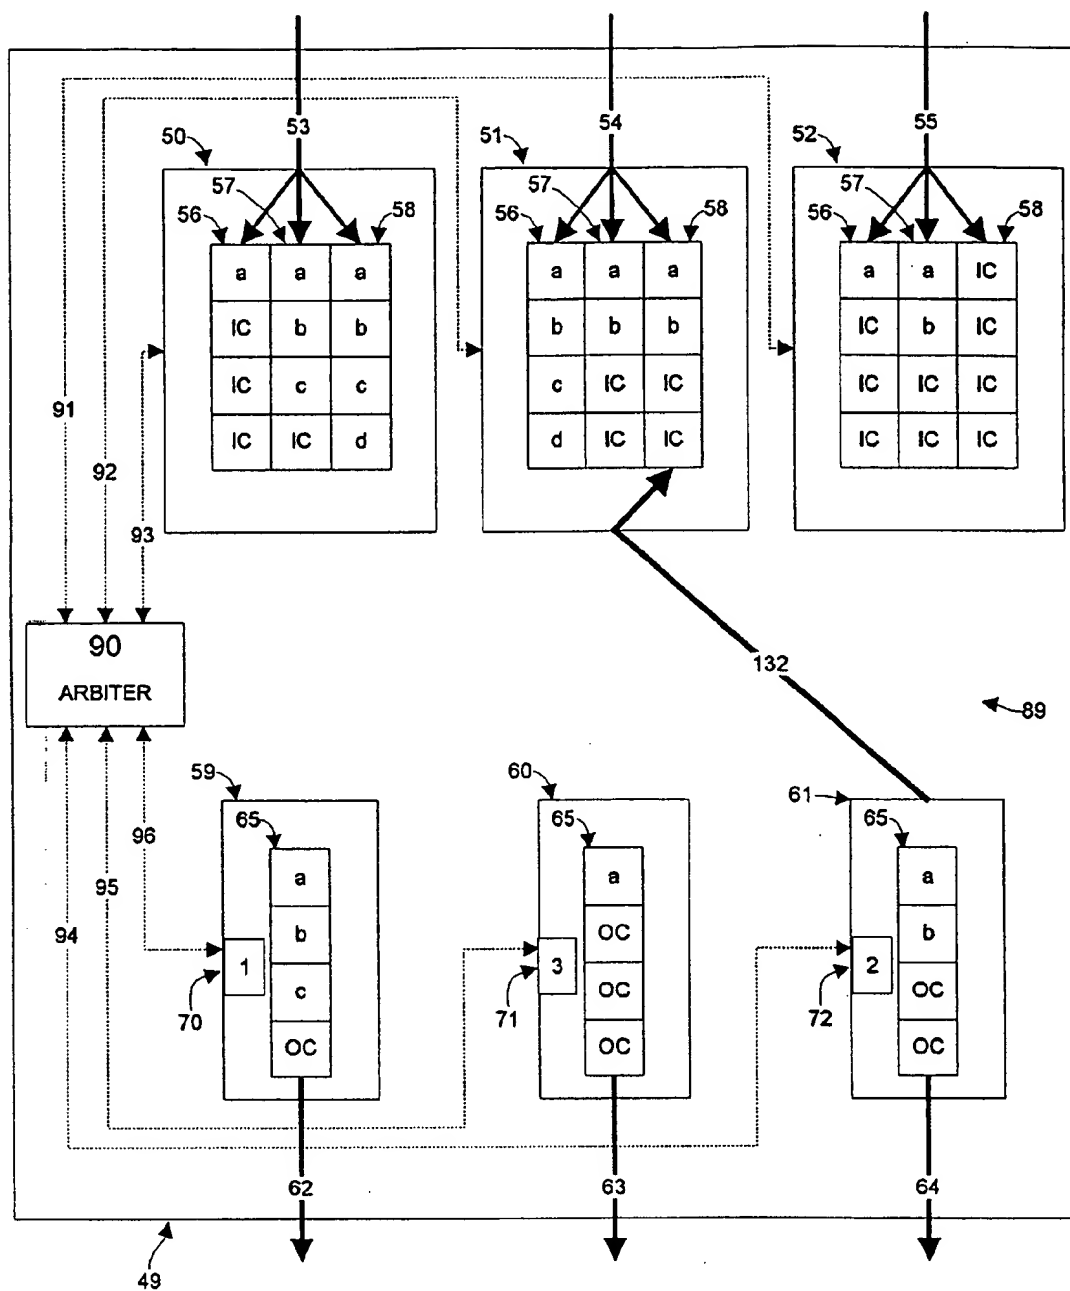 53 54 55
50 51 52
57 57 57
56 58 56 58 56 58
a a a a a a a a IC
IC b b b b b IC b IC
IC c c c IC IC IC IC IC
IC IC d d IC IC IC IC IC
91
92
93
90
ARBITER
132
89
59 60 61
65 65 65
96
95
94
a a a
b OC b
1 3 2
c OC OC
70 71 72
OC OC OC
62 63 64
49